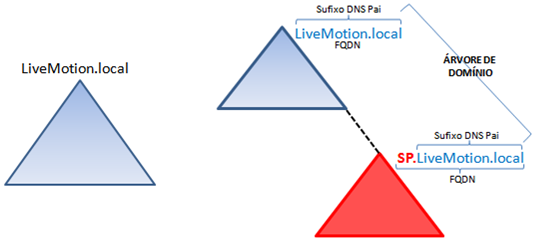 LiveMotion.local
Sufixo DNS Pai
LiveMotion.local
FQDN
ÁRVORE DE
DOMÍNIO
Sufixo DNS Pai
SP.LiveMotion.local
FQDN